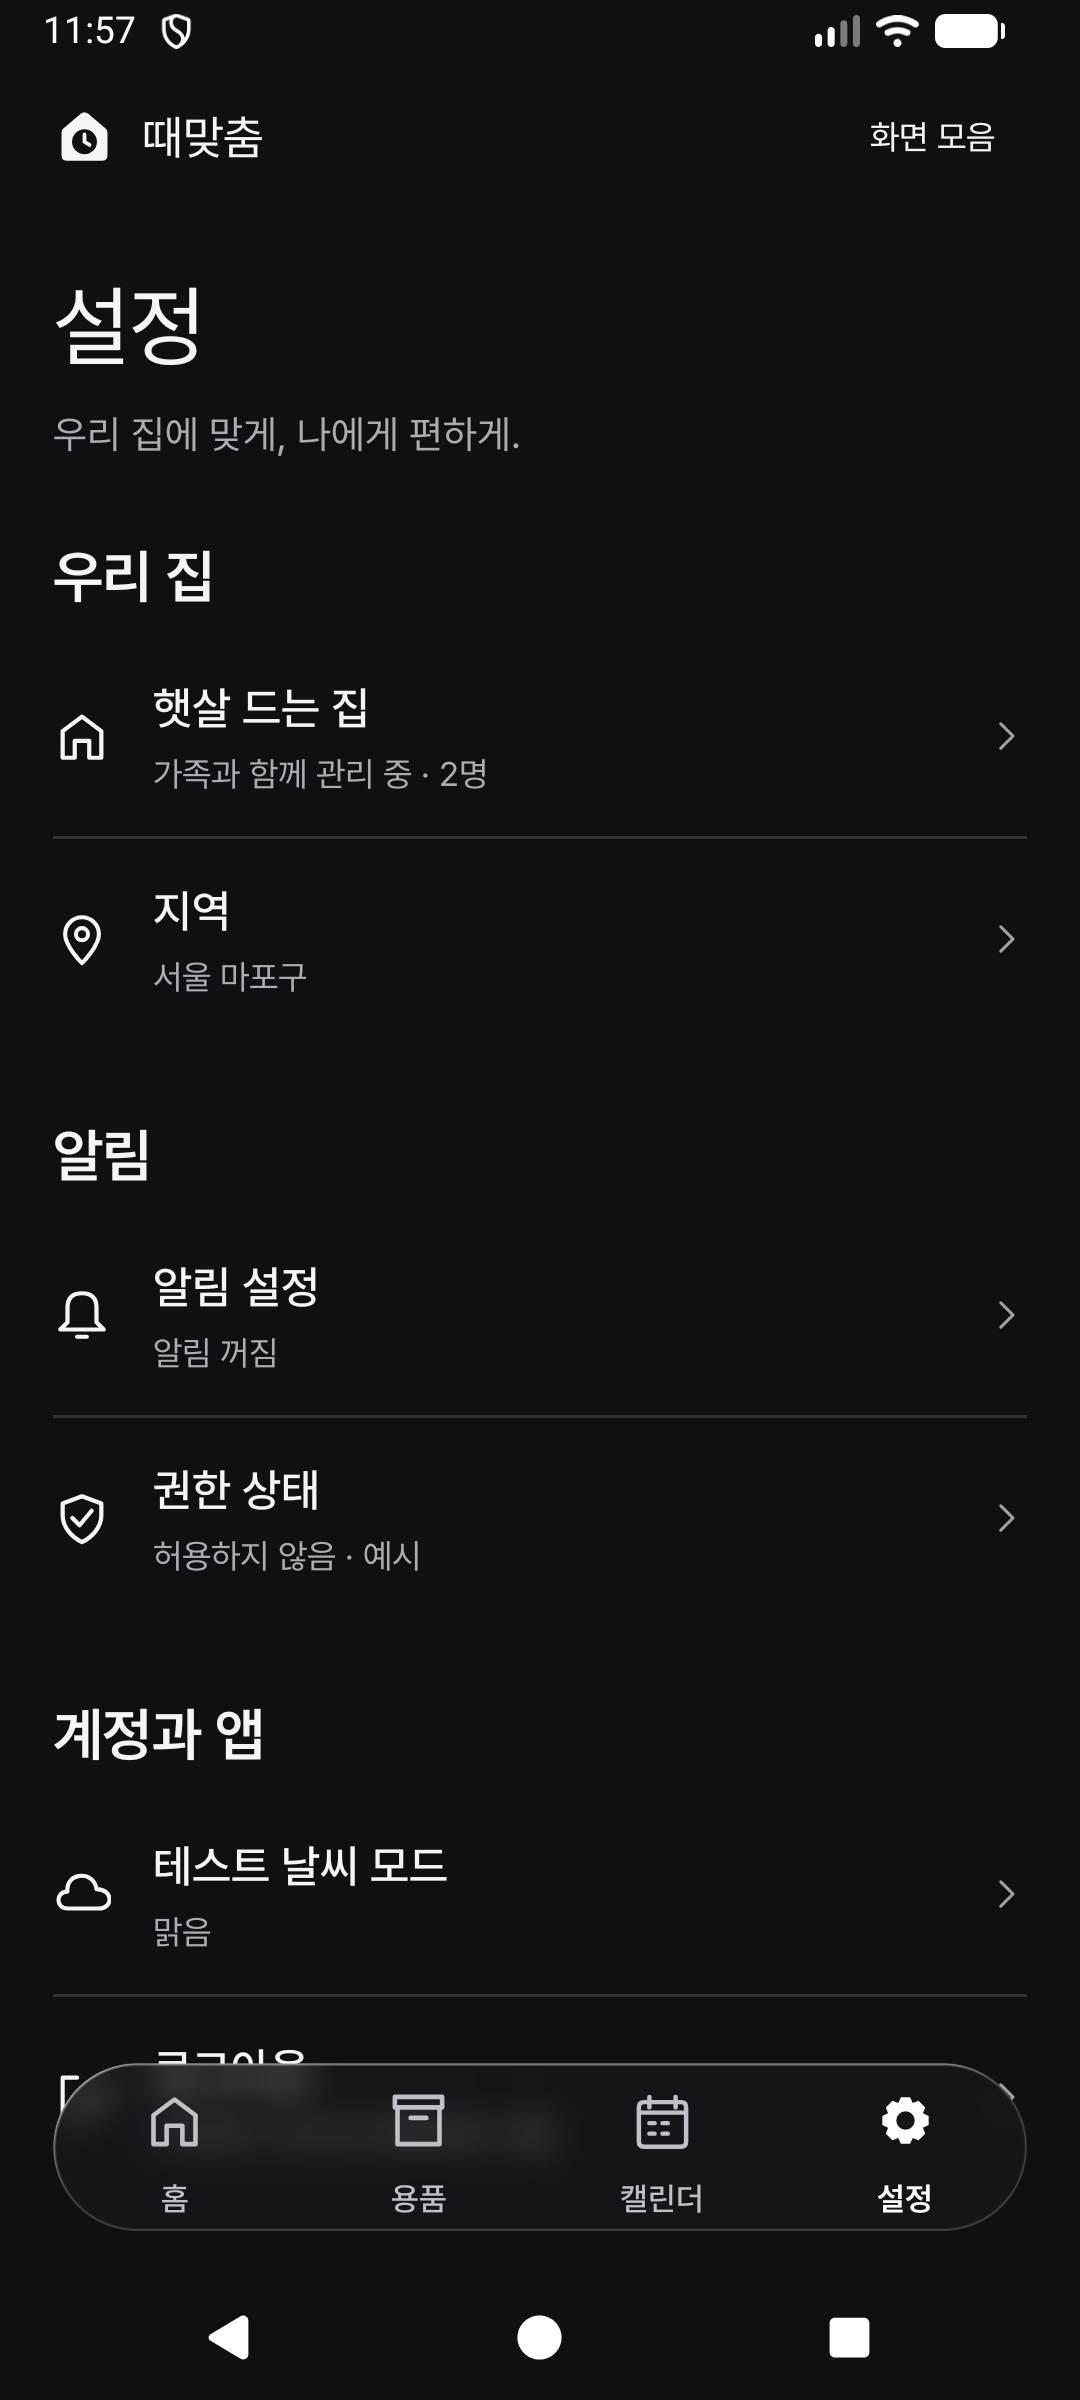 11:57
때맞춤
화면 모음
설정
우리 집에 맞게, 나에게 편하게.
우리 집
햇살 드는 집
가족과 함께 관리 중 · 2명
지역
서울 마포구
알림
알림 설정
알림 꺼짐
권한 상태
허용하지 않음 · 예시
계정과 앱
테스트 날씨 모드
맑음
홈
용품
캘린더
설정